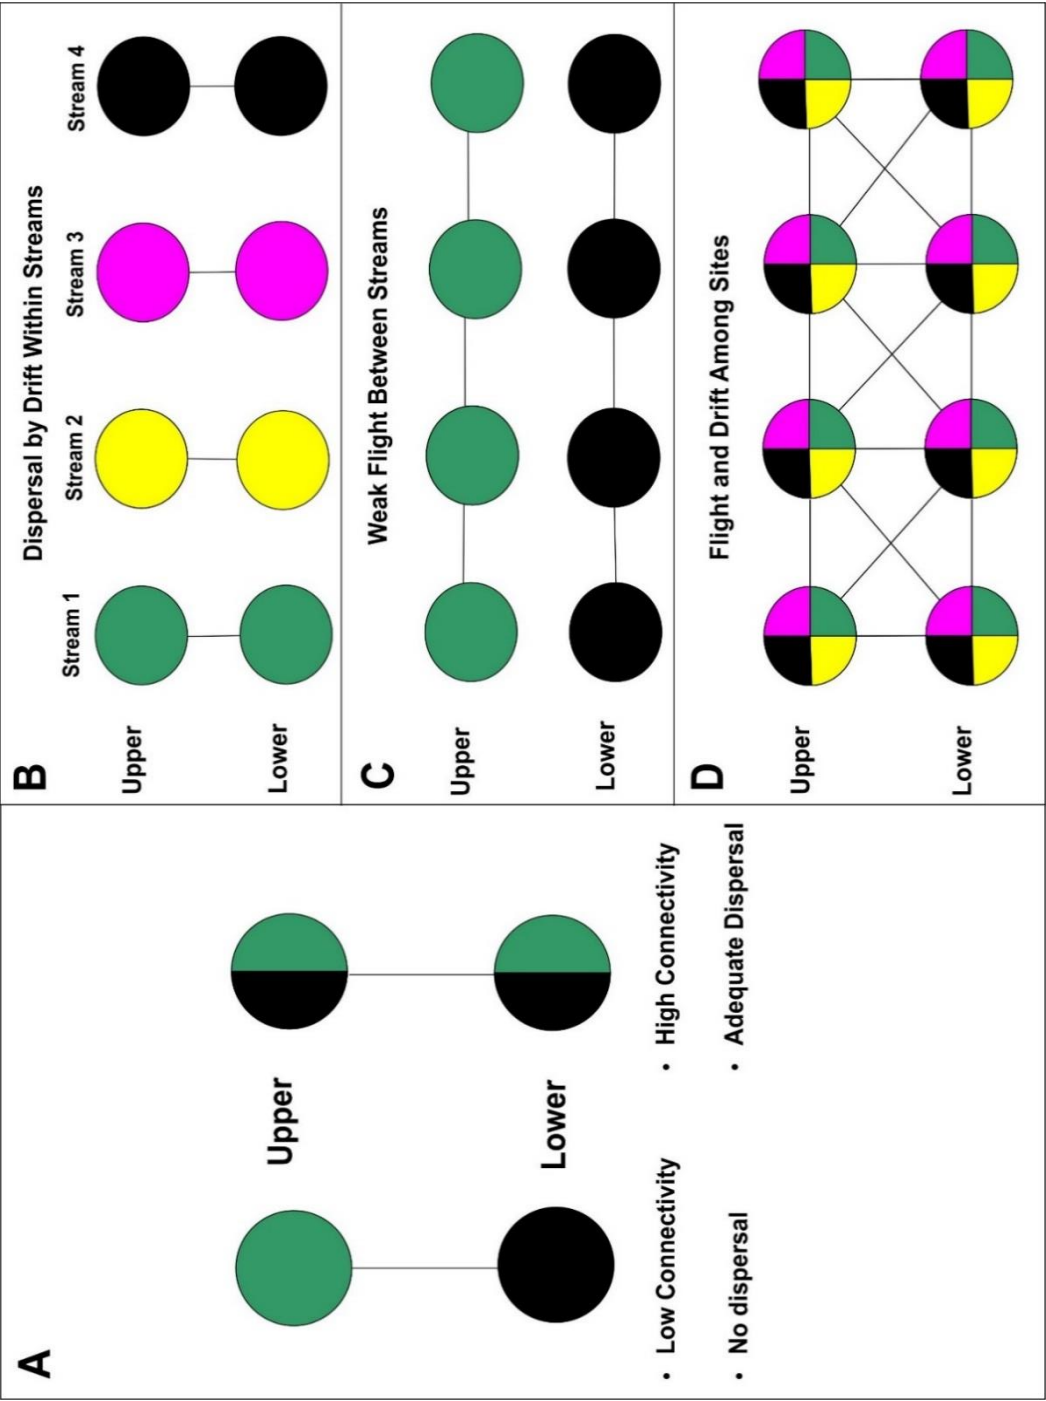 A
Upper
Lower
• Low Connectivity
• No dispersal
• High Connectivity
• Adequate Dispersal
B
Dispersal by Drift Within Streams
Stream 1
Stream 2
Stream 3
Stream 4
Upper
Lower
C
Weak Flight Between Streams
Upper
Lower
D
Flight and Drift Among Sites
Upper
Lower